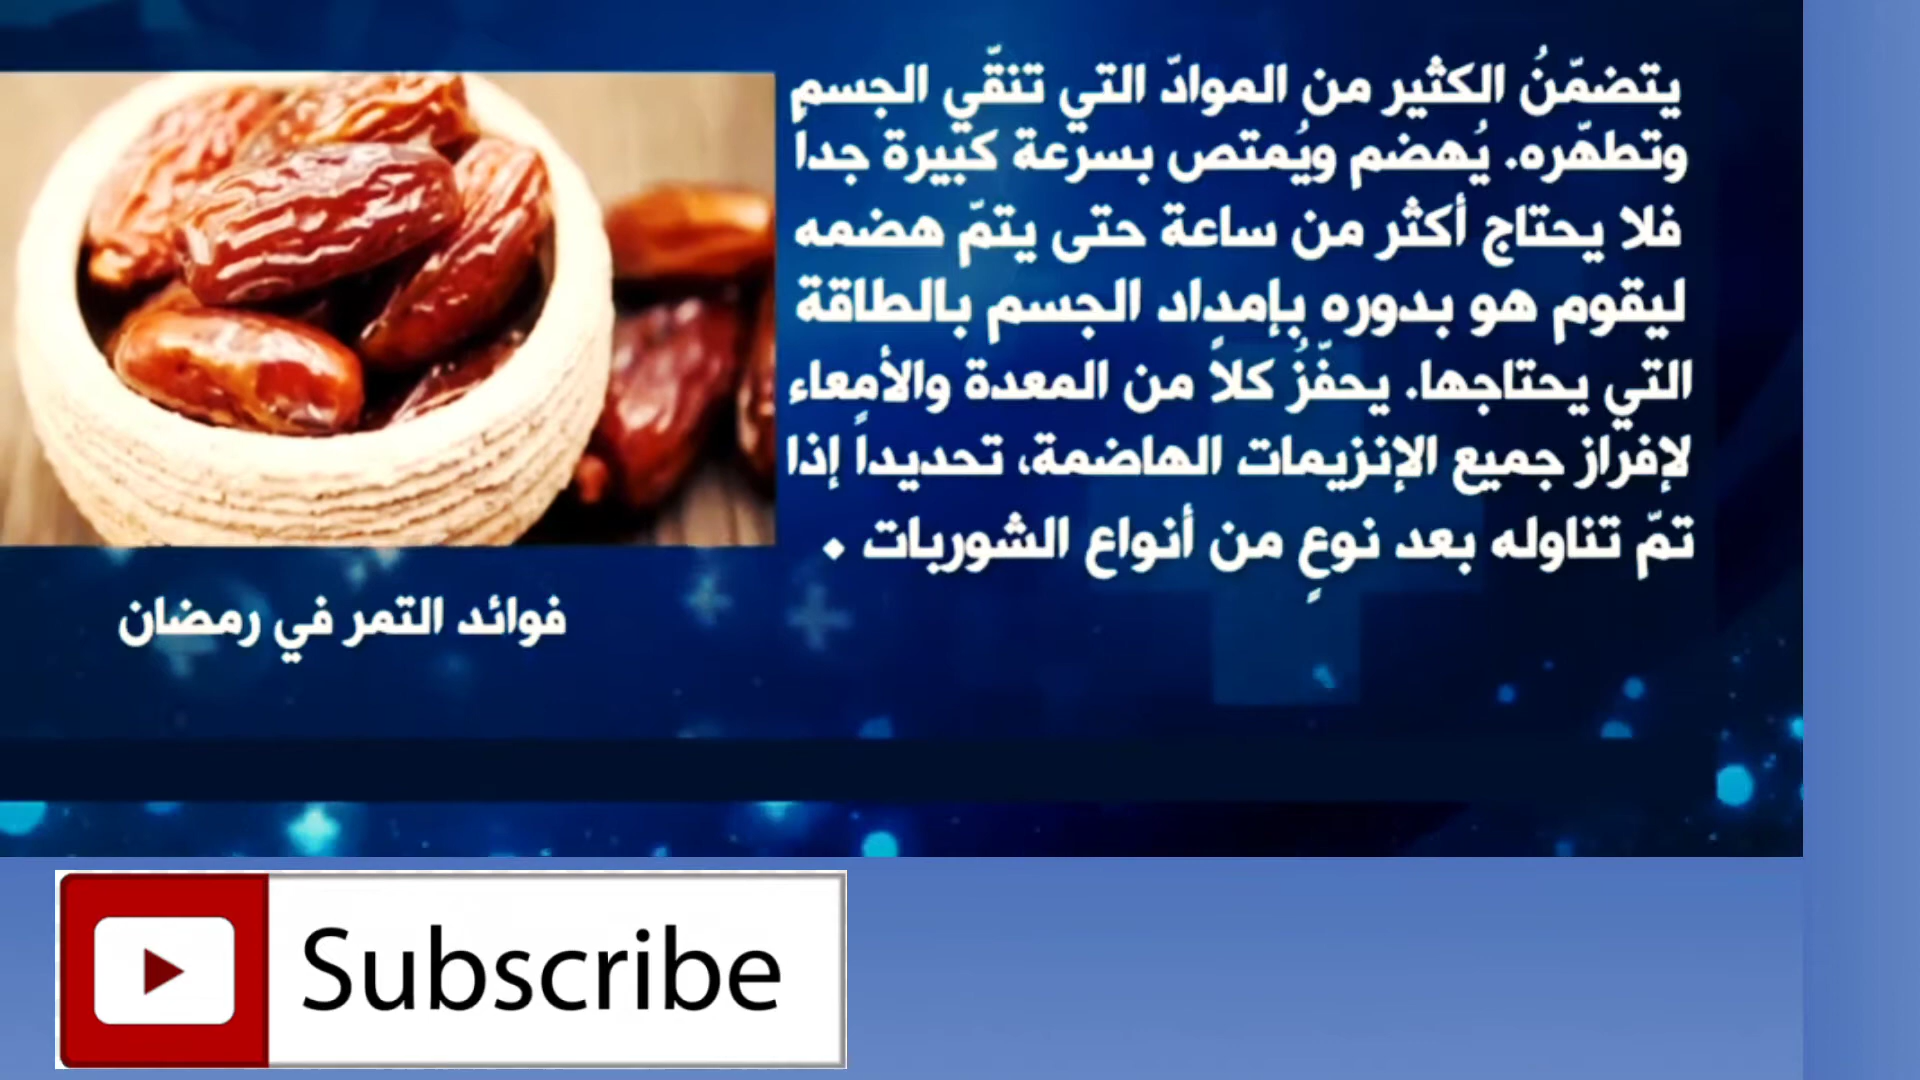 يتضمّنُ الكثير من الموادّ التي تنقّي الجسم
وتطهّره. يُهضم ويُمتص بسرعة كبيرة جداً
فلا يحتاج أكثر من ساعة حتى يتمّ هضمه
ليقوم هو بدوره بإمداد الجسم بالطاقة
التي يحتاجها. يحفّزُ كلاً من المعدة والأمعاء
لإفراز جميع الإنزيمات الهاضمة، تحديداً إذا
تمّ تناوله بعد نوعٍ من أنواع الشوربات .
فوائد التمر في رمضان
Subscribe